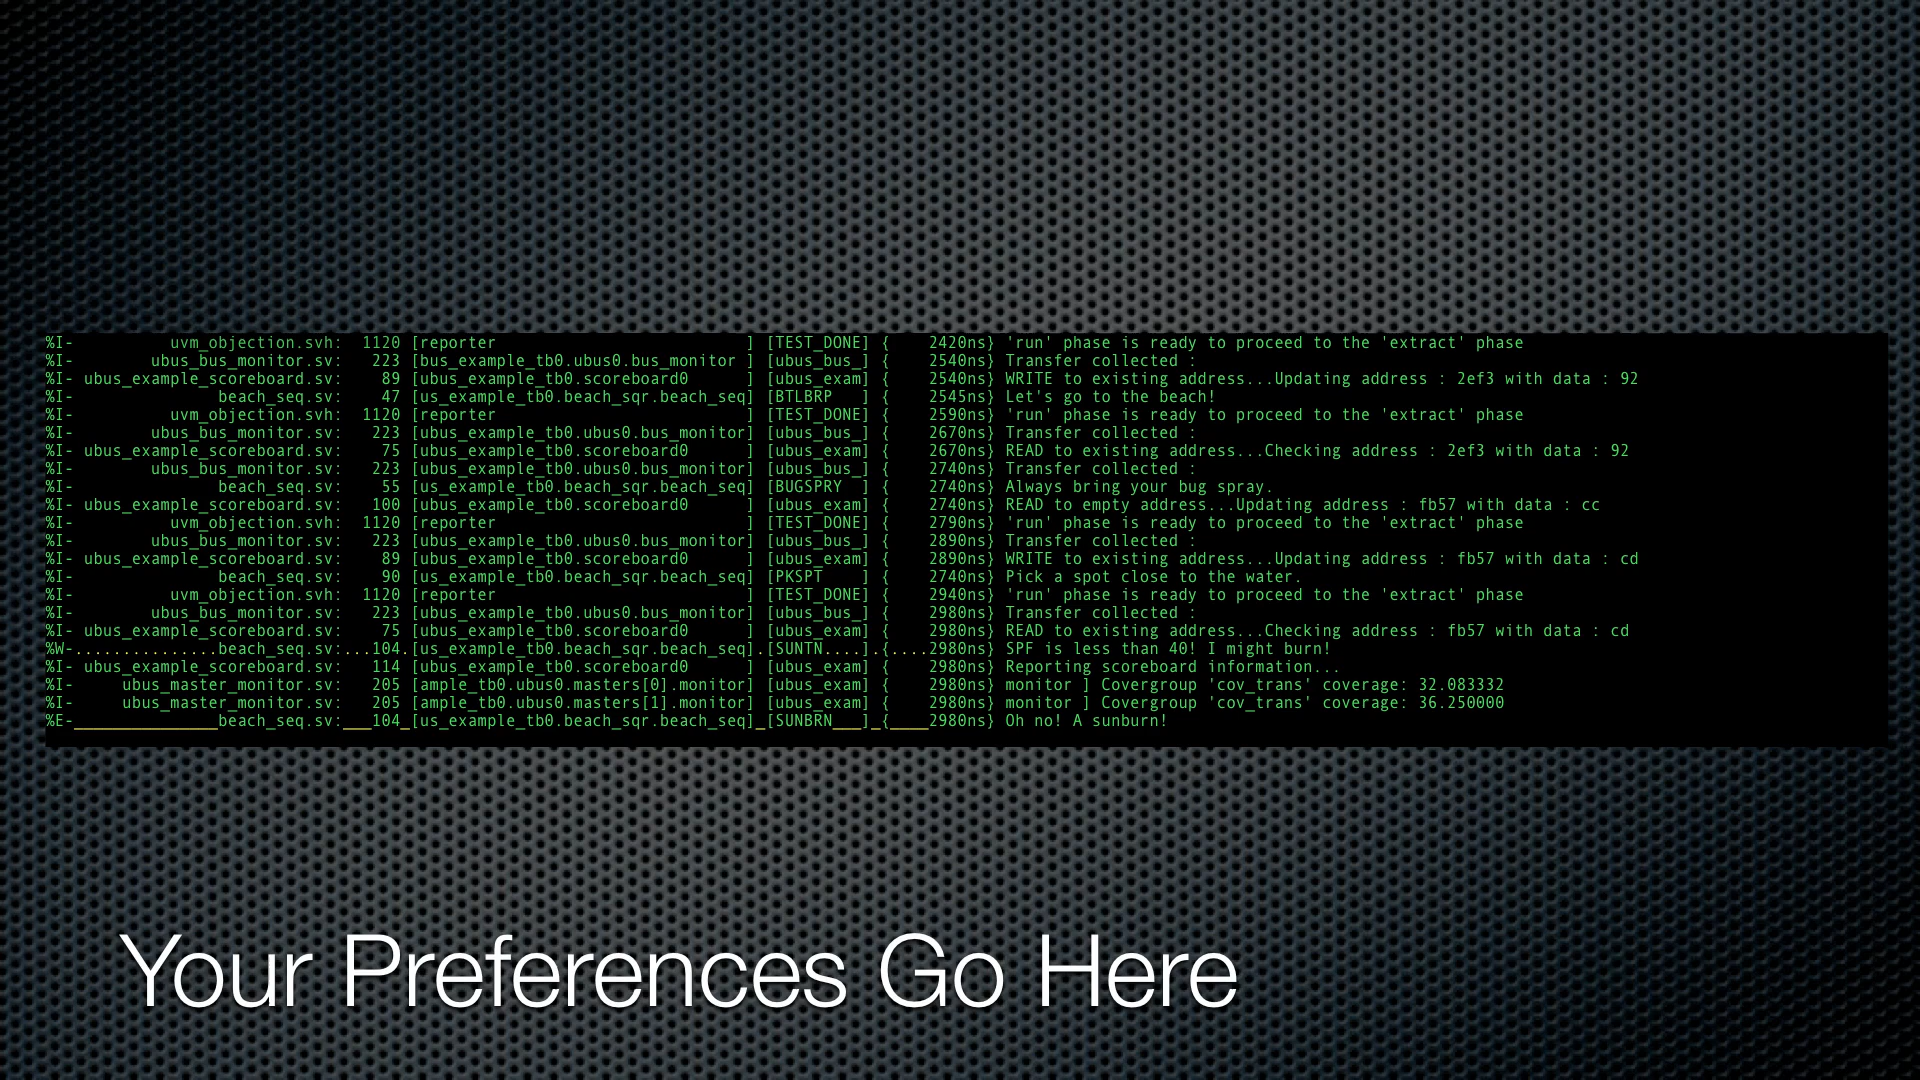 %I-          uvm_objection.svh:  1120 [reporter                          ] [TEST_DONE] {    2420ns} 'run' phase is ready to proceed to the 'extract' phase
%I-        ubus_bus_monitor.sv:   223 [bus_example_tb0.ubus0.bus_monitor ] [ubus_bus_] {    2540ns} Transfer collected :
%I- ubus_example_scoreboard.sv:    89 [ubus_example_tb0.scoreboard0      ] [ubus_exam] {    2540ns} WRITE to existing address...Updating address : 2ef3 with data : 92
%I-               beach_seq.sv:    47 [us_example_tb0.beach_sqr.beach_seq] [BTLBRP   ] {    2545ns} Let's go to the beach!
%I-          uvm_objection.svh:  1120 [reporter                          ] [TEST_DONE] {    2590ns} 'run' phase is ready to proceed to the 'extract' phase
%I-        ubus_bus_monitor.sv:   223 [ubus_example_tb0.ubus0.bus_monitor] [ubus_bus_] {    2670ns} Transfer collected :
%I- ubus_example_scoreboard.sv:    75 [ubus_example_tb0.scoreboard0      ] [ubus_exam] {    2670ns} READ to existing address...Checking address : 2ef3 with data : 92
%I-        ubus_bus_monitor.sv:   223 [ubus_example_tb0.ubus0.bus_monitor] [ubus_bus_] {    2740ns} Transfer collected :
%I-               beach_seq.sv:    55 [us_example_tb0.beach_sqr.beach_seq] [BUGSPRY  ] {    2740ns} Always bring your bug spray.
%I- ubus_example_scoreboard.sv:   100 [ubus_example_tb0.scoreboard0      ] [ubus_exam] {    2740ns} READ to empty address...Updating address : fb57 with data : cc
%I-          uvm_objection.svh:  1120 [reporter                          ] [TEST_DONE] {    2790ns} 'run' phase is ready to proceed to the 'extract' phase
%I-        ubus_bus_monitor.sv:   223 [ubus_example_tb0.ubus0.bus_monitor] [ubus_bus_] {    2890ns} Transfer collected :
%I- ubus_example_scoreboard.sv:    89 [ubus_example_tb0.scoreboard0      ] [ubus_exam] {    2890ns} WRITE to existing address...Updating address : fb57 with data : cd
%I-               beach_seq.sv:    90 [us_example_tb0.beach_sqr.beach_seq] [PKSPT    ] {    2740ns} Pick a spot close to the water.
%I-          uvm_objection.svh:  1120 [reporter                          ] [TEST_DONE] {    2940ns} 'run' phase is ready to proceed to the 'extract' phase
%I-        ubus_bus_monitor.sv:   223 [ubus_example_tb0.ubus0.bus_monitor] [ubus_bus_] {    2980ns} Transfer collected :
%I- ubus_example_scoreboard.sv:    75 [ubus_example_tb0.scoreboard0      ] [ubus_exam] {    2980ns} READ to existing address...Checking address : fb57 with data : cd
%W-...............beach_seq.sv:...104.[us_example_tb0.beach_sqr.beach_seq].[SUNTN....].{....2980ns} SPF is less than 40! I might burn!
%I- ubus_example_scoreboard.sv:   114 [ubus_example_tb0.scoreboard0      ] [ubus_exam] {    2980ns} Reporting scoreboard information...
%I-     ubus_master_monitor.sv:   205 [ample_tb0.ubus0.masters[0].monitor] [ubus_exam] {    2980ns} monitor ] Covergroup 'cov_trans' coverage: 32.083332
%I-     ubus_master_monitor.sv:   205 [ample_tb0.ubus0.masters[1].monitor] [ubus_exam] {    2980ns} monitor ] Covergroup 'cov_trans' coverage: 36.250000
%E-_______________beach_seq.sv:___104_[us_example_tb0.beach_sqr.beach_seq]_[SUNBRN___]_{____2980ns} Oh no! A sunburn!
Your Preferences Go Here